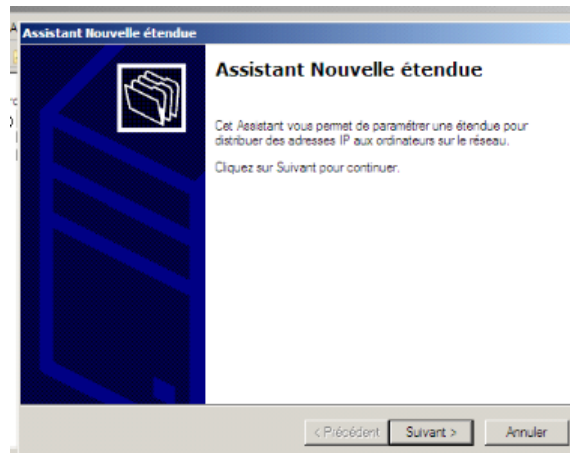 Assistant Nouvelle étendue
Assistant Nouvelle étendue
Cet Assistant vous permet de paramétrer une étendue pour
distribuer des adresses IP aux ordinateurs sur le réseau.
Cliquez sur Suivant pour continuer.
< Précédent
Suivant >
Annuler